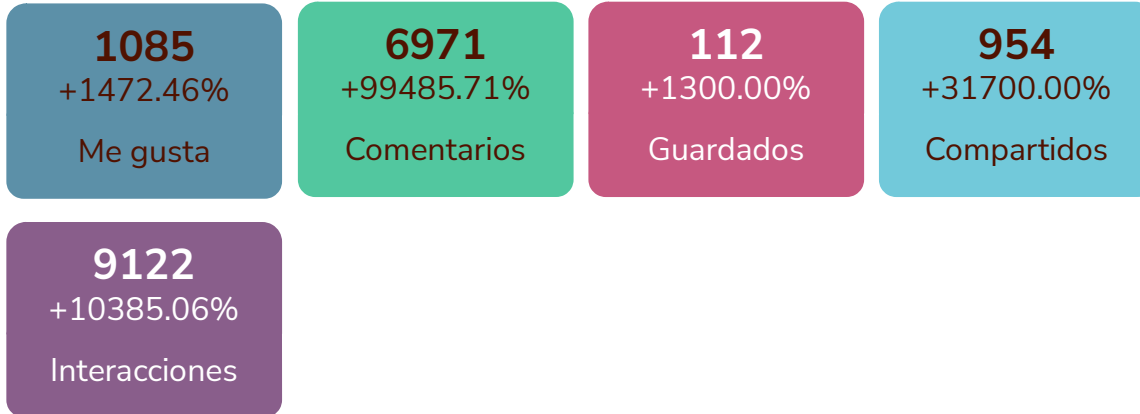 1085
+1472.46%
Me gusta
6971
+99485.71%
Comentarios
112
+1300.00%
Guardados
954
+31700.00%
Compartidos
9122
+10385.06%
Interacciones